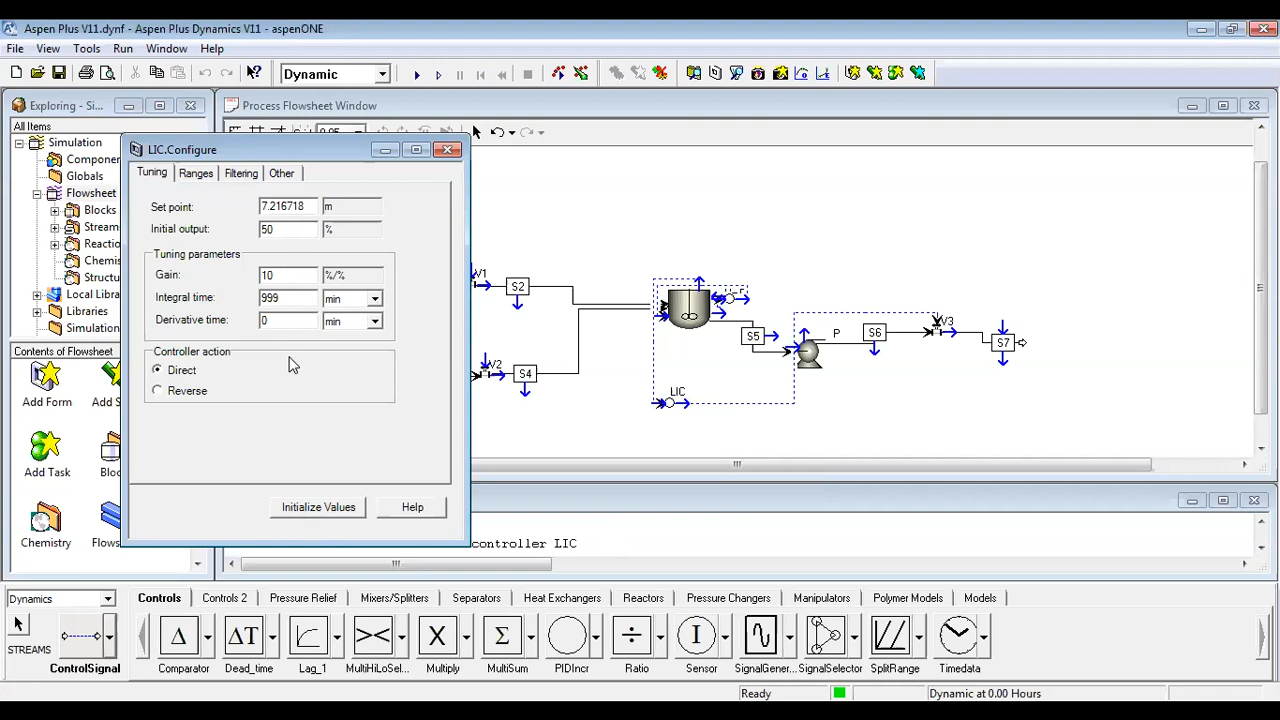 Aspen Plus V11.dynf - Aspen Plus Dynamics V11 - aspenONE
File View Tools Run Window Help
Dynamic
Exploring - Si...
Process Flowsheet Window
All Items
Simulation
Componen
Globals
Flowsheet
Blocks
Streams
Reactio
Chemis
Structu
Local Libra
Libraries
Simulation
Contents of Flowsheet
Add Form
Add S
Add Task
Bloc
Chemistry
Flows
LIC.Configure
Tuning Ranges Filtering Other
Set point: 7.216718 m
Initial output: 50 %
Tuning parameters
Gain: 10 %/%
Integral time: 999 min
Derivative time: 0 min
Controller action
Direct
Reverse
Initialize Values Help
V1
S2
V2
S4
S5
P
S6
V3
S7
LIC
controller LIC
Dynamics
Controls Controls 2 Pressure Relief Mixers/Splitters Separators Heat Exchangers Reactors Pressure Changers Manipulators Polymer Models Models
STREAMS
ControlSignal Comparator Dead_time Lag_1 MultiHiLoSel... Multiply MultiSum PIDIncr Ratio Sensor SignalGener... SignalSelector SplitRange Timedata
Ready Dynamic at 0.00 Hours